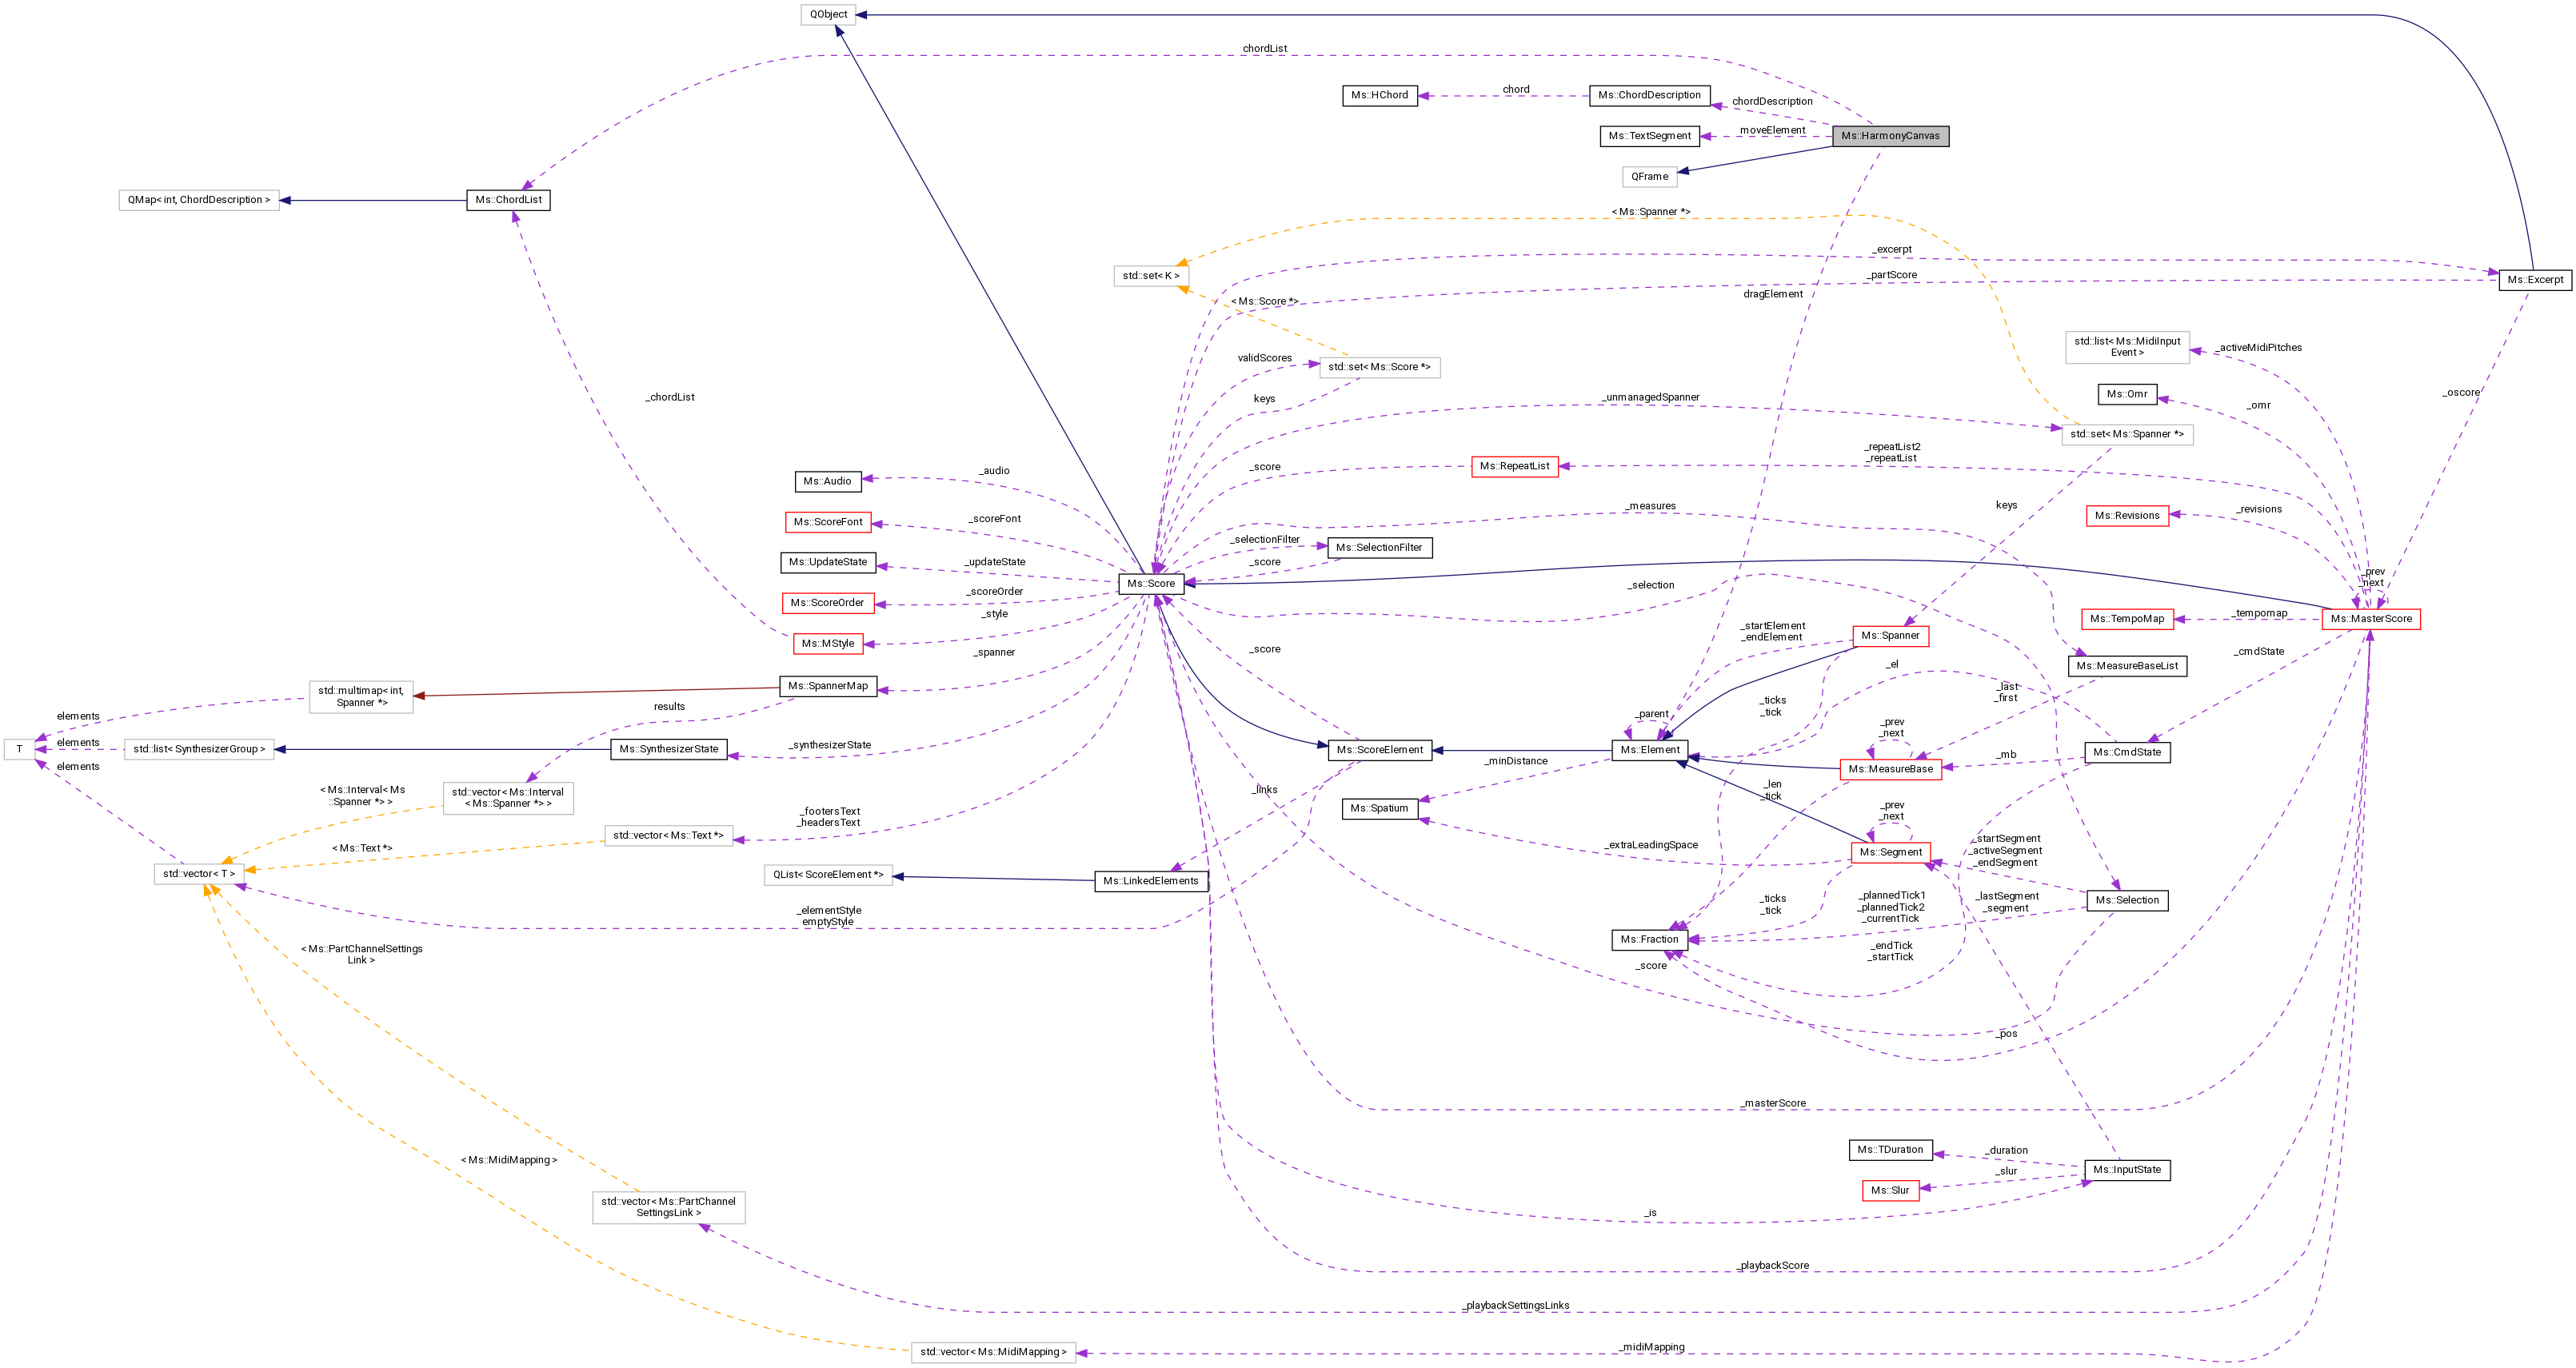 QObject
chordList
Ms::HChord
chord
Ms::ChordDescription
chordDescription
Ms::TextSegment
moveElement
Ms::HarmonyCanvas
QFrame
QMap< int, ChordDescription >
Ms::ChordList
< Ms::Spanner *>
_excerpt
std::set< K >
_partScore
Ms::Excerpt
dragElement
< Ms::Score *>
std::list< Ms::MidiInput
Event >
_activeMidiPitches
validScores
std::set< Ms::Score *>
Ms::Omr
_omr
_oscore
_chordList
keys
_unmanagedSpanner
std::set< Ms::Spanner *>
_repeatList2
_repeatList
_audio
_score
Ms::RepeatList
Ms::Audio
keys
_measures
Ms::Revisions
_revisions
Ms::ScoreFont
_scoreFont
_selectionFilter
Ms::SelectionFilter
Ms::UpdateState
_updateState
_score
Ms::Score
_selection
_prev
_next
Ms::ScoreOrder
_scoreOrder
_style
Ms::TempoMap
_tempomap
Ms::MasterScore
_startElement
_endElement
Ms::Spanner
Ms::MStyle
_spanner
_score
_cmdState
_el
Ms::MeasureBaseList
Ms::SpannerMap
std::multimap< int,
Spanner *>
results
_ticks
_tick
_last
_first
elements
_parent
_prev
_next
T
elements
std::list< SynthesizerGroup >
Ms::SynthesizerState
_synthesizerState
Ms::ScoreElement
Ms::Element
Ms::CmdState
elements
_minDistance
Ms::MeasureBase
_mb
< Ms::Interval< Ms
::Spanner *> >
std::vector< Ms::Interval
< Ms::Spanner *> >
_links
_len
_tick
Ms::Spatium
_prev
_next
_footersText
_headersText
std::vector< Ms::Text *>
< Ms::Text *>
_extraLeadingSpace
Ms::Segment
_startSegment
_activeSegment
_endSegment
std::vector< T >
QList< ScoreElement *>
Ms::LinkedElements
Ms::Selection
_elementStyle
emptyStyle
_ticks
_tick
_plannedTick1
_plannedTick2
_currentTick
_lastSegment
_segment
Ms::Fraction
< Ms::PartChannelSettings
Link >
_endTick
_startTick
_score
_pos
_masterScore
Ms::TDuration
_duration
< Ms::MidiMapping >
Ms::InputState
_slur
Ms::Slur
std::vector< Ms::PartChannel
SettingsLink >
_is
_playbackScore
_playbackSettingsLinks
_midiMapping
std::vector< Ms::MidiMapping >